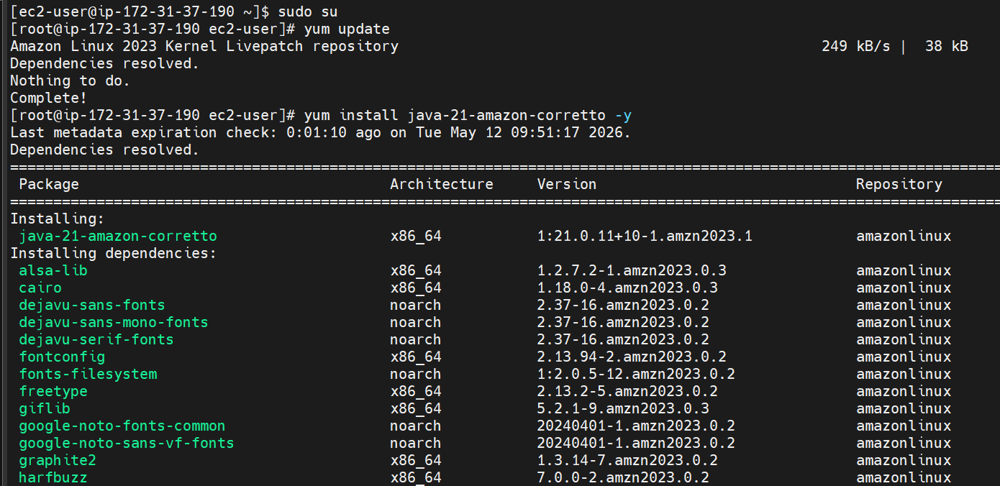 [ec2-user@ip-172-31-37-190 ~]$ sudo su
[root@ip-172-31-37-190 ec2-user]# yum update
Amazon Linux 2023 Kernel Livepatch repository 249 kB/s | 38 kB
Dependencies resolved.
Nothing to do.
Complete!
[root@ip-172-31-37-190 ec2-user]# yum install java-21-amazon-corretto -y
Last metadata expiration check: 0:01:10 ago on Tue May 12 09:51:17 2026.
Dependencies resolved.
===================================================================================================================
Package Architecture Version Repository
===================================================================================================================
Installing:
java-21-amazon-corretto x86_64 1:21.0.11+10-1.amzn2023.1 amazonlinux
Installing dependencies:
alsa-lib x86_64 1.2.7.2-1.amzn2023.0.3 amazonlinux
cairo x86_64 1.18.0-4.amzn2023.0.3 amazonlinux
dejavu-sans-fonts noarch 2.37-16.amzn2023.0.2 amazonlinux
dejavu-sans-mono-fonts noarch 2.37-16.amzn2023.0.2 amazonlinux
dejavu-serif-fonts noarch 2.37-16.amzn2023.0.2 amazonlinux
fontconfig x86_64 2.13.94-2.amzn2023.0.2 amazonlinux
fonts-filesystem noarch 1:2.0.5-12.amzn2023.0.2 amazonlinux
freetype x86_64 2.13.2-5.amzn2023.0.2 amazonlinux
giflib x86_64 5.2.1-9.amzn2023.0.3 amazonlinux
google-noto-fonts-common noarch 20240401-1.amzn2023.0.2 amazonlinux
google-noto-sans-vf-fonts noarch 20240401-1.amzn2023.0.2 amazonlinux
graphite2 x86_64 1.3.14-7.amzn2023.0.2 amazonlinux
harfbuzz x86_64 7.0.0-2.amzn2023.0.2 amazonlinux